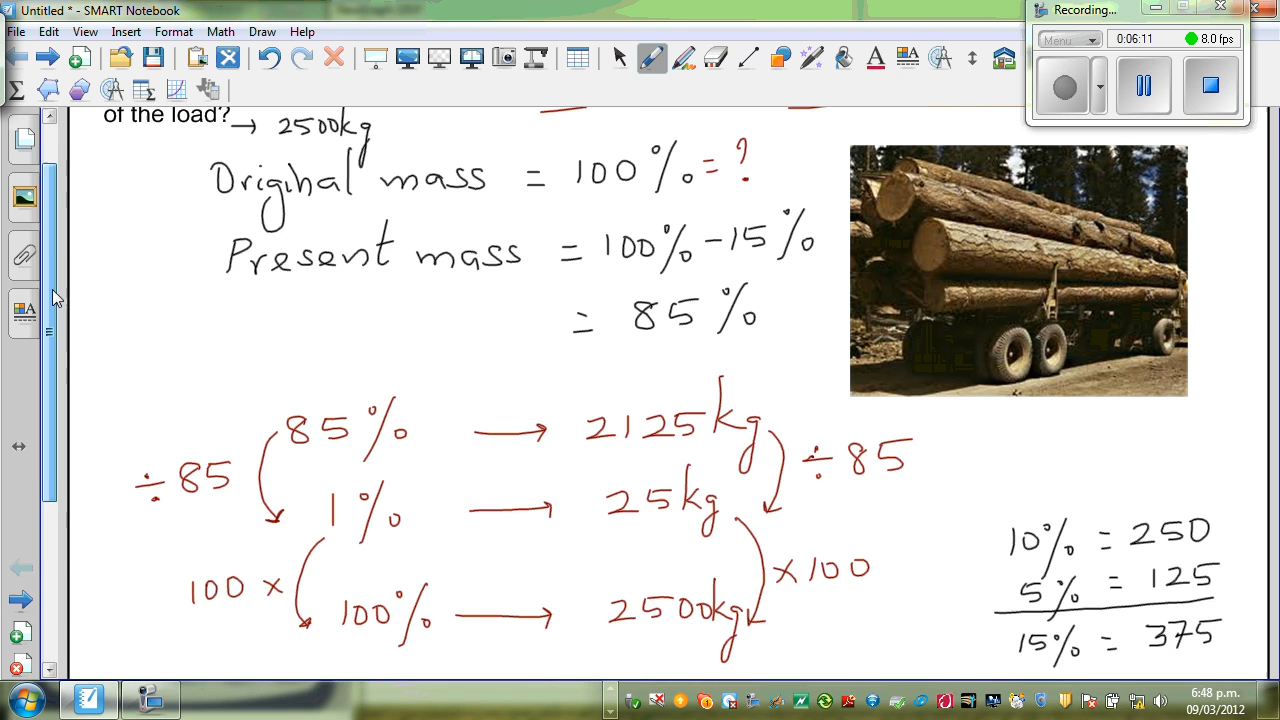 Untitled * - SMART Notebook
File Edit View Insert Format Math Draw Help
Recording...
Menu 0:06:11 8.0 fps
of the load? → 2500kg
Original mass = 100% = ?
Present mass = 100% - 15%
= 85%
85% → 2125kg
÷ 85 ÷ 85
1% → 25kg
100 × × 100
100% → 2500kg
10% = 250
5% = 125
15% = 375
6:48 p.m.
09/03/2012